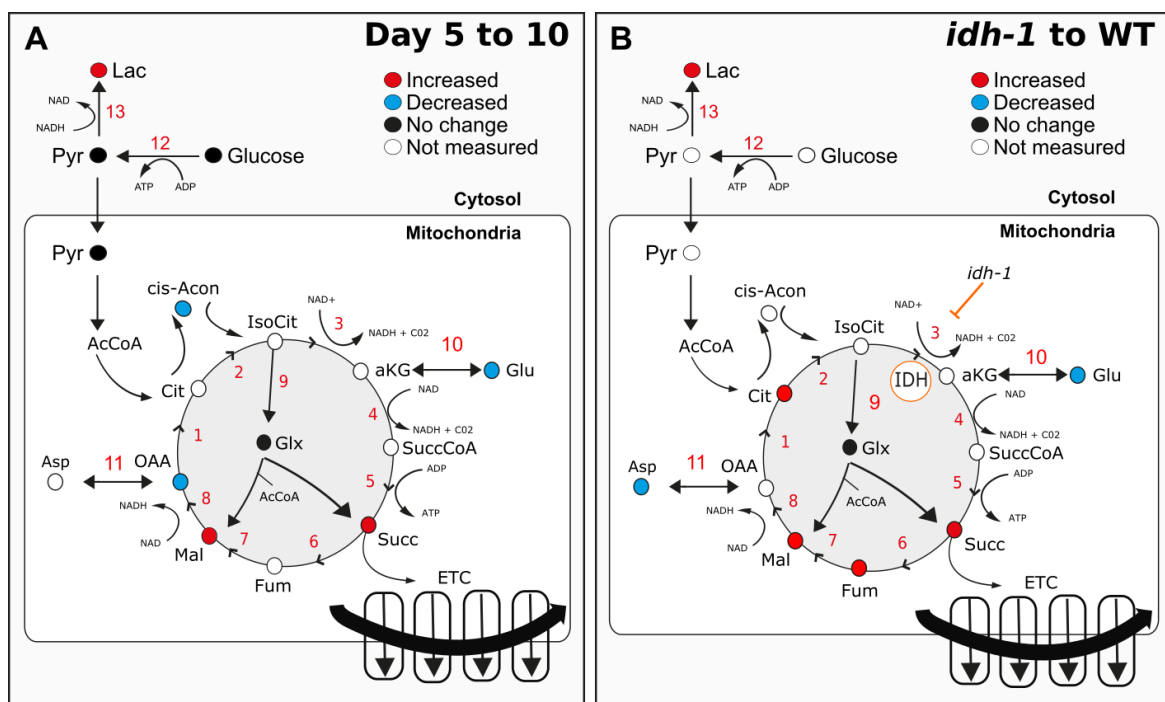 A
Day 5 to 10
Increased
Decreased
No change
Not measured
Lac
NAD
NADH
13
12
Pyr
Glucose
ATP
ADP
Cytosol
Mitochondria
Pyr
cis-Acon
NAD+
IsoCit
3
NADH + C02
AcCoA
10
2
9
aKG
Glu
Cit
NAD
4
1
NADH + C02
Glx
SuccCoA
Asp
11
OAA
5
ADP
AcCoA
NADH
8
ATP
7
6
NAD
Mal
Succ
Fum
ETC
B
idh-1 to WT
Increased
Decreased
No change
Not measured
Lac
NAD
NADH
13
12
Pyr
Glucose
ATP
ADP
Cytosol
Mitochondria
Pyr
idh-1
cis-Acon
NAD+
IsoCit
3
NADH + C02
AcCoA
10
2
IDH
aKG
Glu
Cit
9
NAD
4
1
NADH + C02
Glx
SuccCoA
Asp
11
OAA
5
ADP
AcCoA
NADH
8
ATP
7
6
NAD
Mal
Succ
Fum
ETC